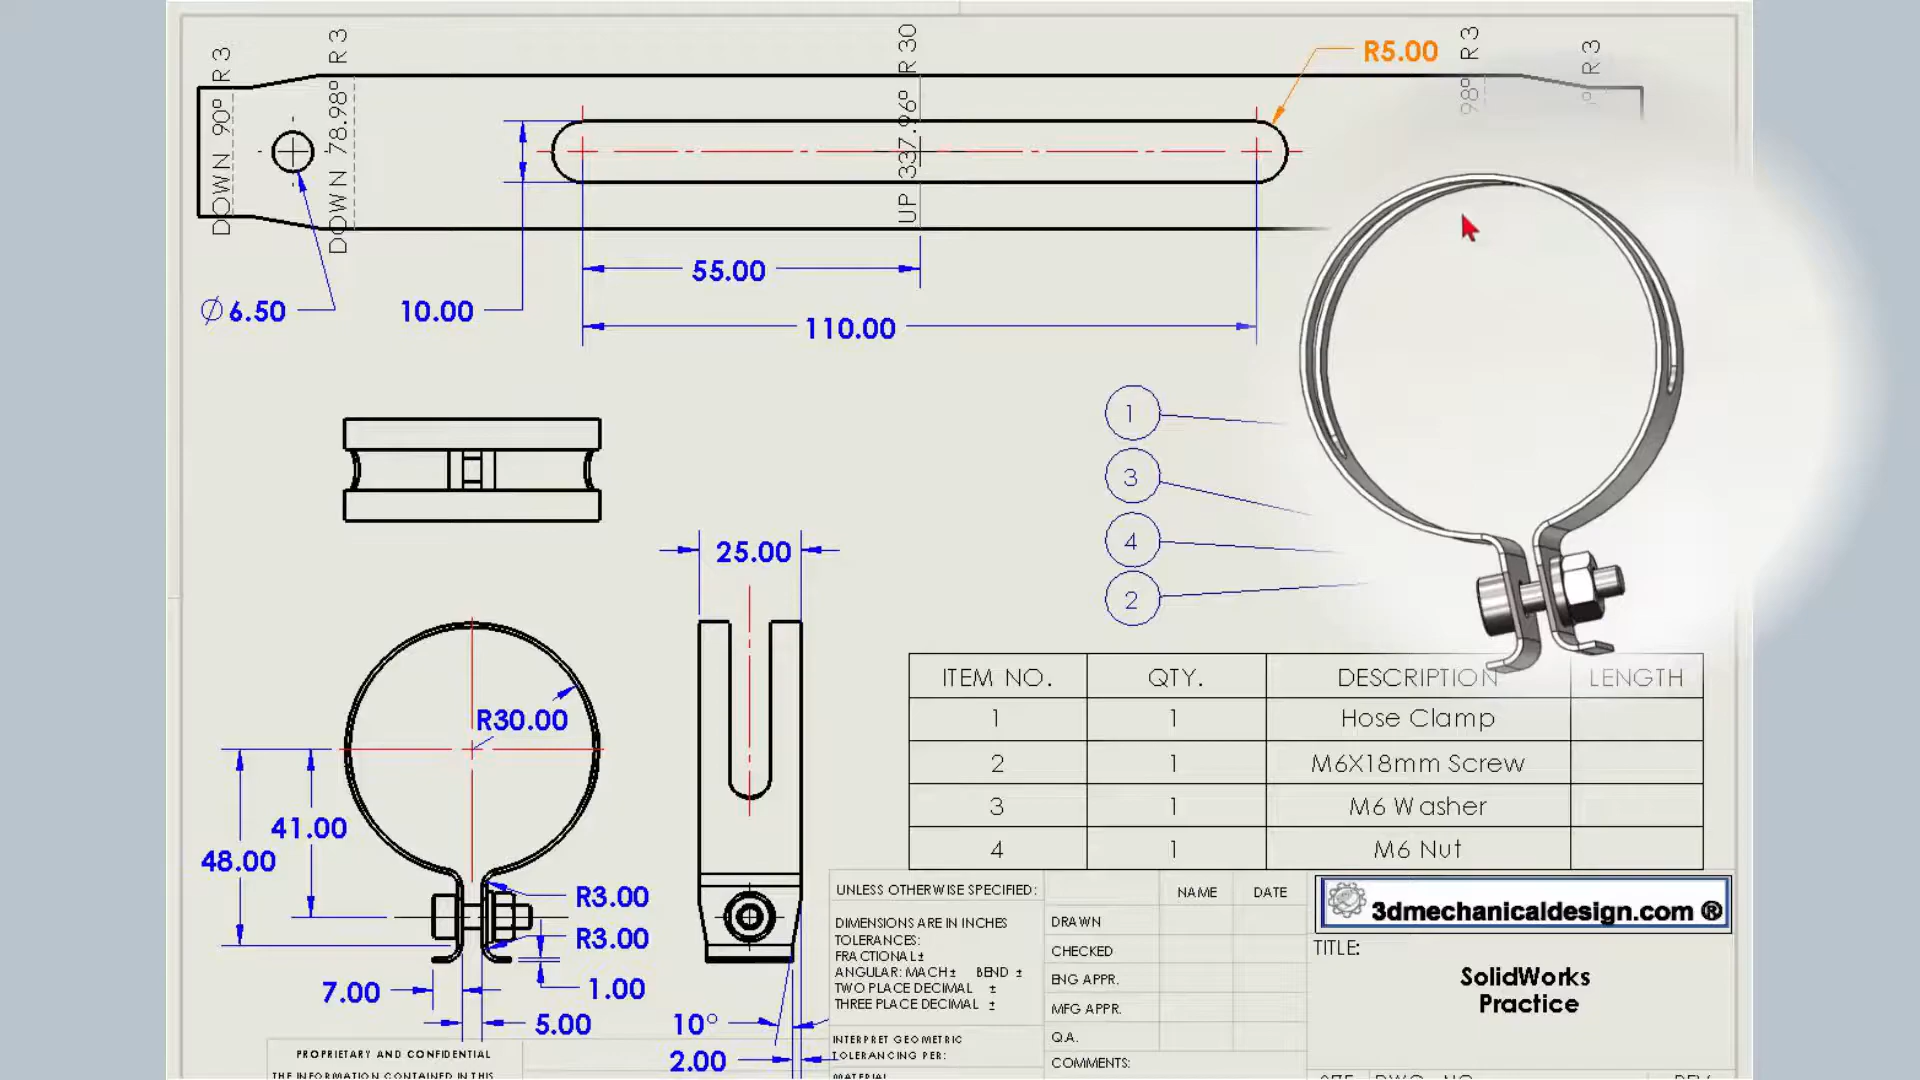 DOWN 90° R 3
DOWN 78.98° R 3
UP 337.96° R 30
98° R 3
R 3
R5.00
55.00
110.00
∅6.50
10.00
1
3
4
2
25.00
R30.00
41.00
48.00
R3.00
R3.00
7.00
1.00
5.00
10°
2.00
ITEM NO. QTY. DESCRIPTION LENGTH
1 1 Hose Clamp
2 1 M6X18mm Screw
3 1 M6 Washer
4 1 M6 Nut
UNLESS OTHERWISE SPECIFIED:
DIMENSIONS ARE IN INCHES
TOLERANCES:
FRACTIONAL±
ANGULAR: MACH± BEND ±
TWO PLACE DECIMAL ±
THREE PLACE DECIMAL ±
INTERPRET GEOMETRIC
TOLERANCING PER:
MATERIAL
NAME DATE
DRAWN
CHECKED
ENG APPR.
MFG APPR.
Q.A.
COMMENTS:
3dmechanicaldesign.com ®
TITLE:
SolidWorks
Practice
PROPRIETARY AND CONFIDENTIAL
THE INFORMATION CONTAINED IN THIS